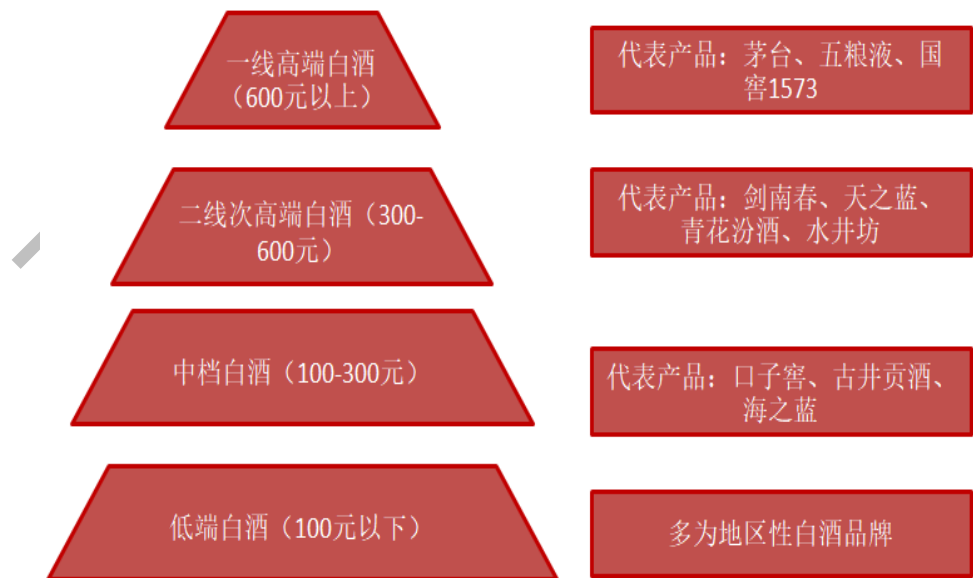 一线高端白酒
（600元以上）
代表产品：茅台、五粮液、国
窖1573
二线次高端白酒（300-
600元）
代表产品：剑南春、天之蓝、
青花汾酒、水井坊
中档白酒（100-300元）
代表产品：口子窖、古井贡酒、
海之蓝
低端白酒（100元以下）
多为地区性白酒品牌